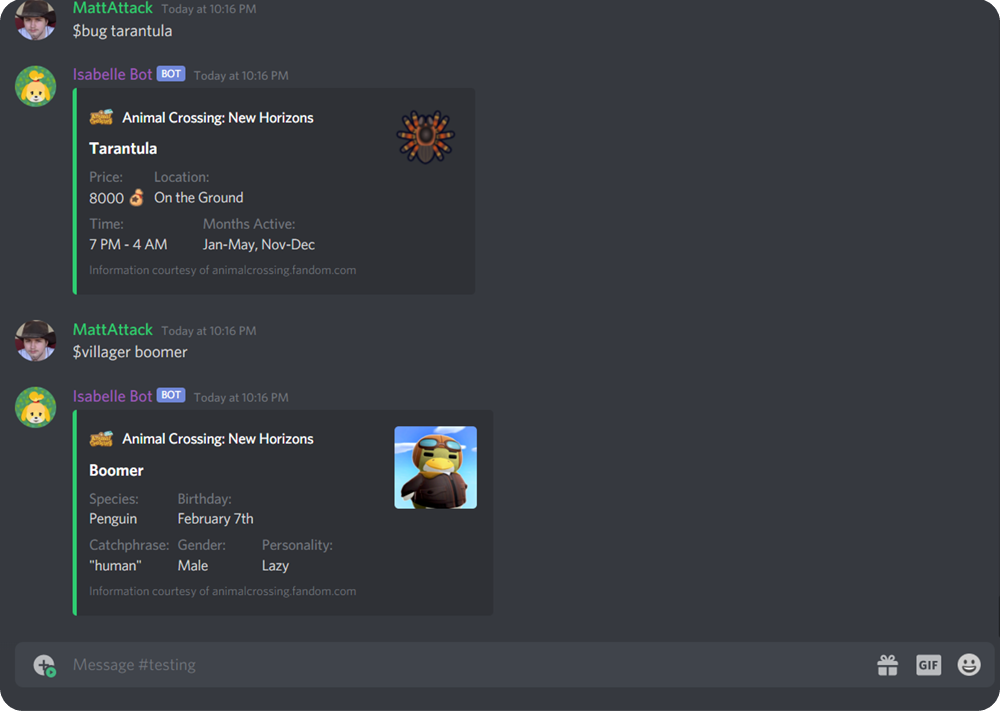 MattAttack Today at 10:16 PM
$bug tarantula
Isabelle Bot BOT Today at 10:16 PM
Animal Crossing: New Horizons
Tarantula
Price: Location:
8000 On the Ground
Time: Months Active:
7 PM - 4 AM Jan-May, Nov-Dec
Information courtesy of animalcrossing.fandom.com
MattAttack Today at 10:16 PM
$villager boomer
Isabelle Bot BOT Today at 10:16 PM
Animal Crossing: New Horizons
Boomer
Species: Birthday:
Penguin February 7th
Catchphrase: Gender: Personality:
"human" Male Lazy
Information courtesy of animalcrossing.fandom.com
Message #testing GIF